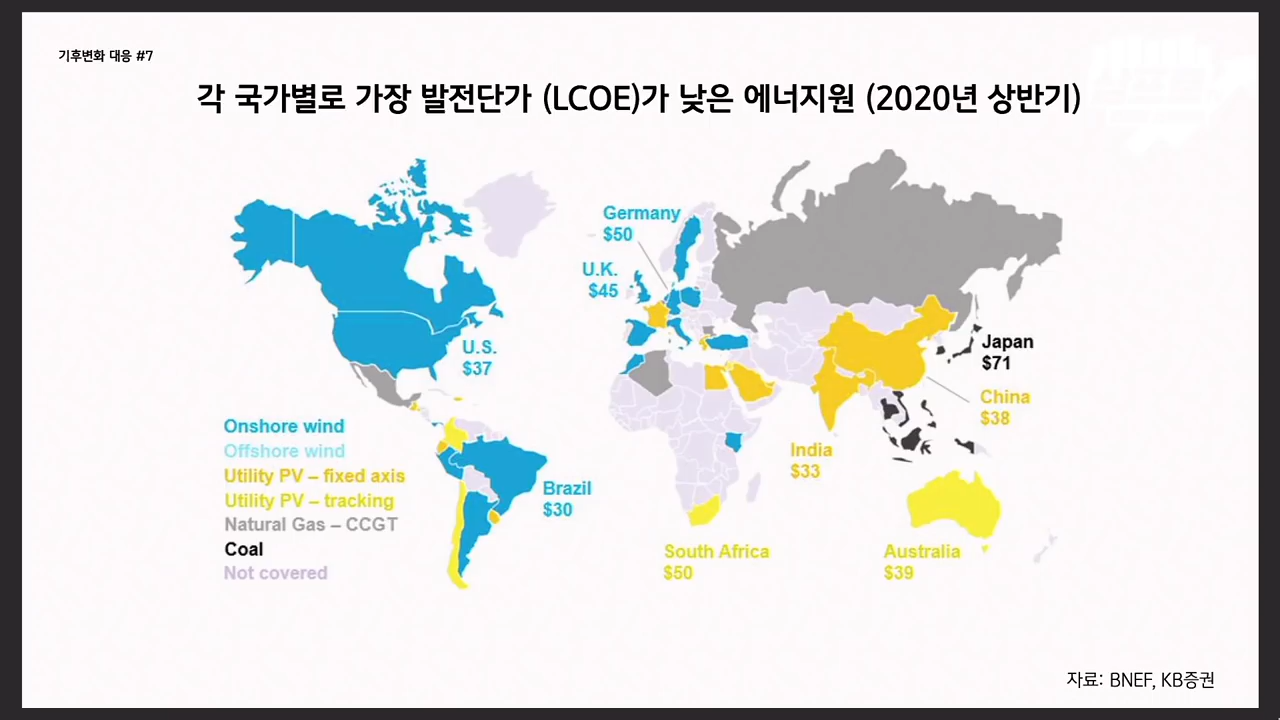 기후변화 대응 #7
각 국가별로 가장 발전단가 (LCOE)가 낮은 에너지원 (2020년 상반기)
Germany
$50
U.K.
$45
U.S.
$37
Japan
$71
China
$38
India
$33
Brazil
$30
South Africa
$50
Australia
$39
Onshore wind
Offshore wind
Utility PV – fixed axis
Utility PV – tracking
Natural Gas – CCGT
Coal
Not covered
자료: BNEF, KB증권